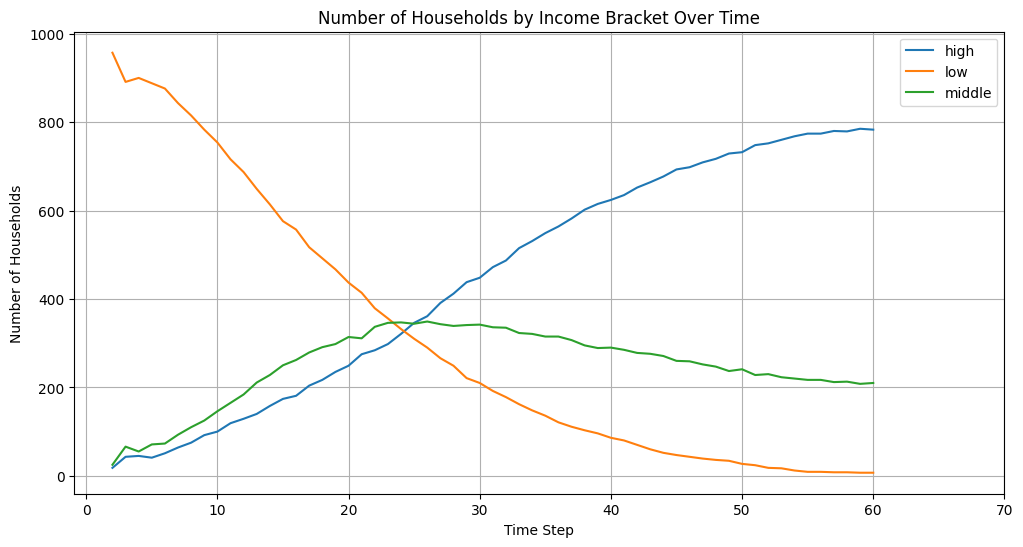 Number of Households by Income Bracket Over Time
1000
800
600
400
200
0
Number of Households
high
low
middle
0 10 20 30 40 50 60 70
Time Step